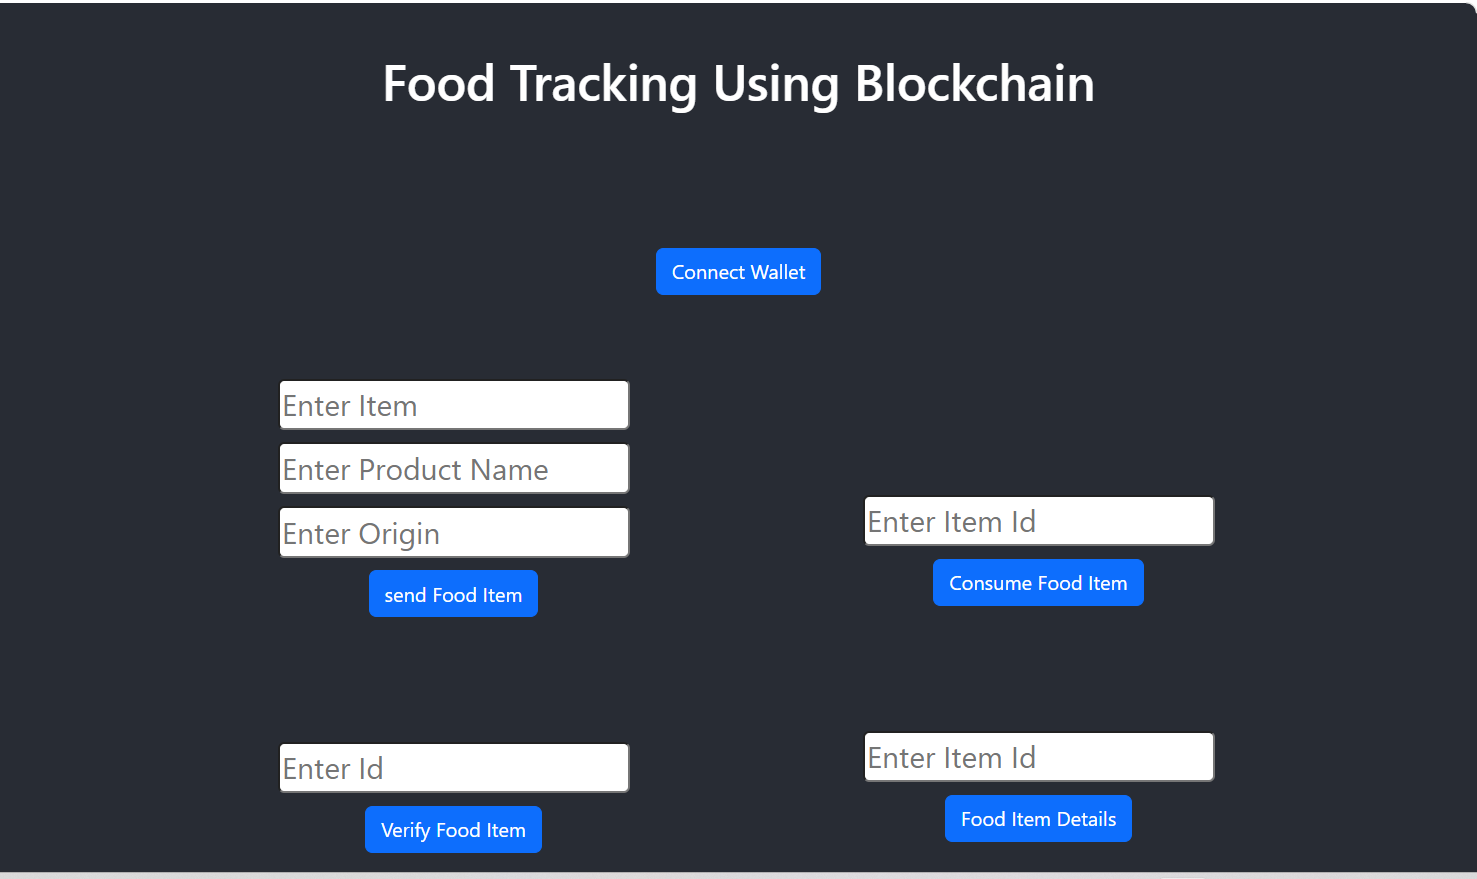 Food Tracking Using Blockchain
Connect Wallet
Enter Item
Enter Product Name
Enter Origin
send Food Item
Enter Item Id
Consume Food Item
Enter Id
Verify Food Item
Enter Item Id
Food Item Details